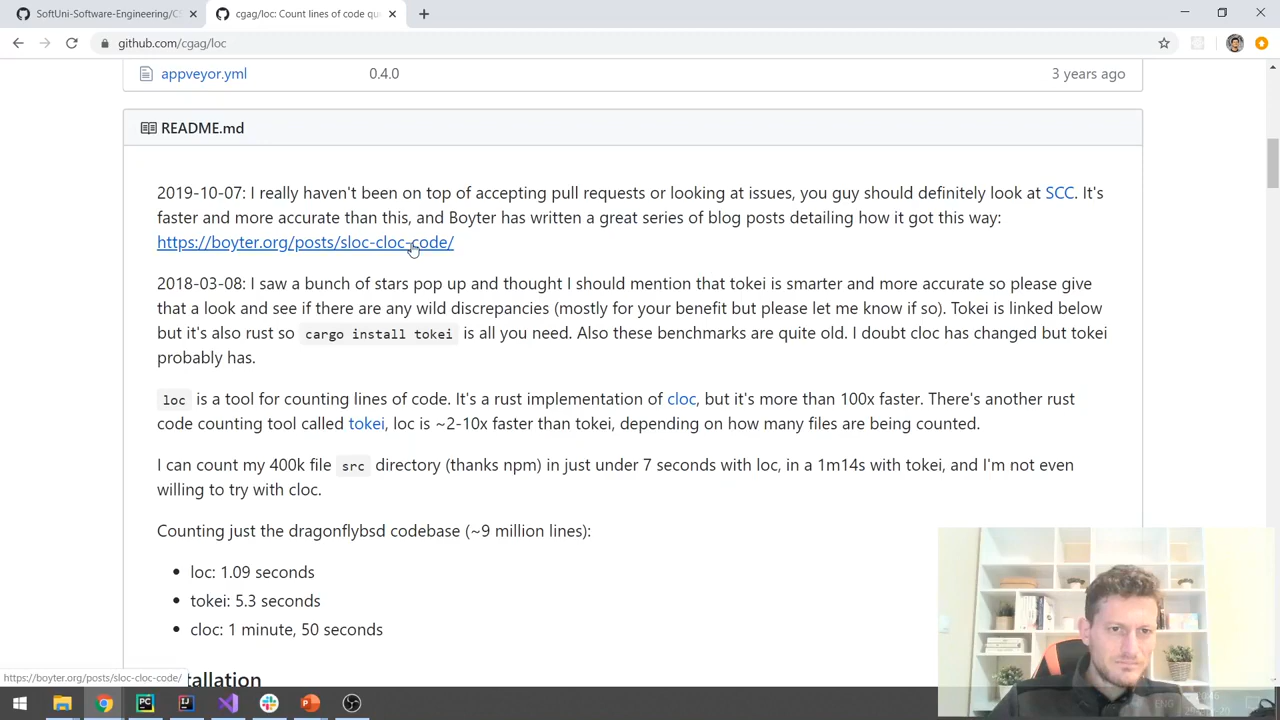 SoftUni-Software-Engineering/CS
cgag/loc: Count lines of code qu
github.com/cgag/loc
appveyor.yml 0.4.0 3 years ago
README.md
2019-10-07: I really haven't been on top of accepting pull requests or looking at issues, you guy should definitely look at SCC. It's
faster and more accurate than this, and Boyter has written a great series of blog posts detailing how it got this way:
https://boyter.org/posts/sloc-cloc-code/
2018-03-08: I saw a bunch of stars pop up and thought I should mention that tokei is smarter and more accurate so please give
that a look and see if there are any wild discrepancies (mostly for your benefit but please let me know if so). Tokei is linked below
but it's also rust so cargo install tokei is all you need. Also these benchmarks are quite old. I doubt cloc has changed but tokei
probably has.
loc is a tool for counting lines of code. It's a rust implementation of cloc, but it's more than 100x faster. There's another rust
code counting tool called tokei, loc is ~2-10x faster than tokei, depending on how many files are being counted.
I can count my 400k file src directory (thanks npm) in just under 7 seconds with loc, in a 1m14s with tokei, and I'm not even
willing to try with cloc.
Counting just the dragonflybsd codebase (~9 million lines):
loc: 1.09 seconds
tokei: 5.3 seconds
cloc: 1 minute, 50 seconds
tallation
https://boyter.org/posts/sloc-cloc-code/
ENG